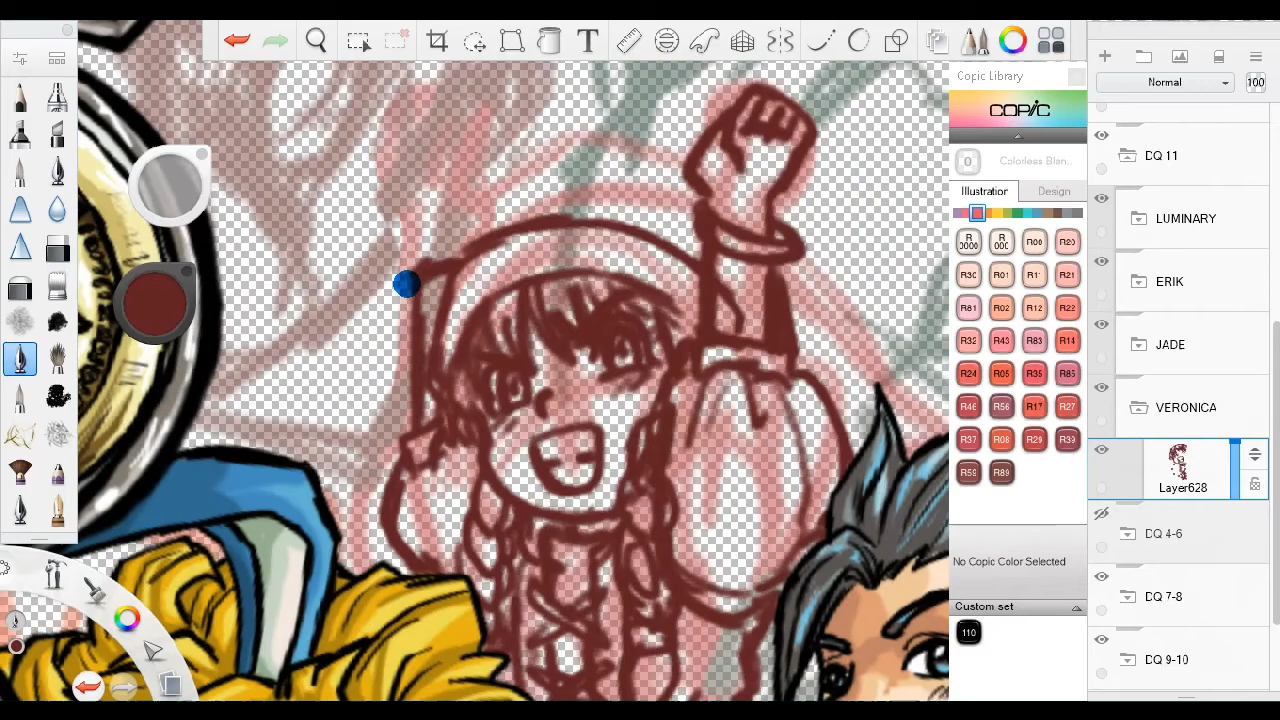 T
Copic Library
COPIC
0
Colorless Blen..
Illustration
Design
R
0000
R
000
R00
R20
R30
R01
R11
R21
R81
R02
R12
R22
R32
R43
R83
R14
R24
R05
R35
R85
R46
R56
R17
R27
R37
R08
R29
R39
R59
R89
No Copic Color Selected
Custom set
110
Normal
100
DQ 11
LUMINARY
ERIK
JADE
VERONICA
Layer628
DQ 4-6
DQ 7-8
DQ 9-10